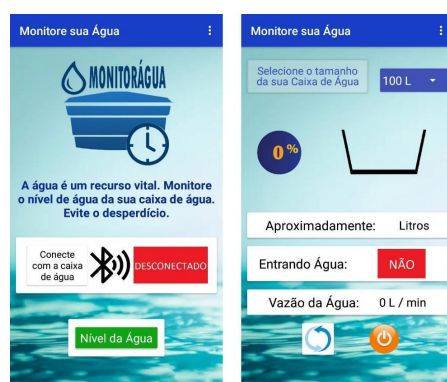 Monitore sua Água
MONITORÁGUA
A água é um recurso vital. Monitore
o nível de água da sua caixa de água.
Evite o desperdício.
Conecte
com a caixa
de água
DESCONECTADO
Nível da Água
Monitore sua Água
Selecione o tamanho
da sua Caixa de Água
100 L
0 %
Aproximadamente: Litros
Entrando Água: NÃO
Vazão da Água: 0 L / min